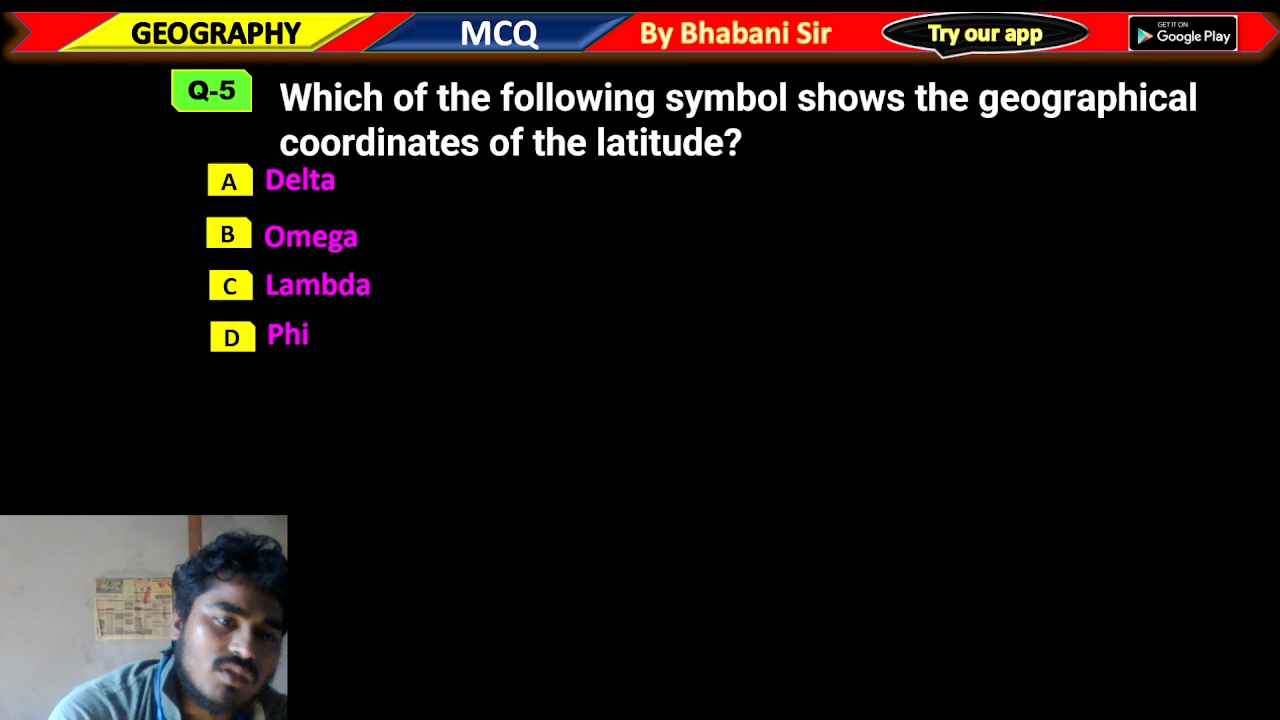 GEOGRAPHY MCQ By Bhabani Sir Try our app GET IT ON Google Play
Q-5 Which of the following symbol shows the geographical
coordinates of the latitude?
A Delta
B Omega
C Lambda
D Phi